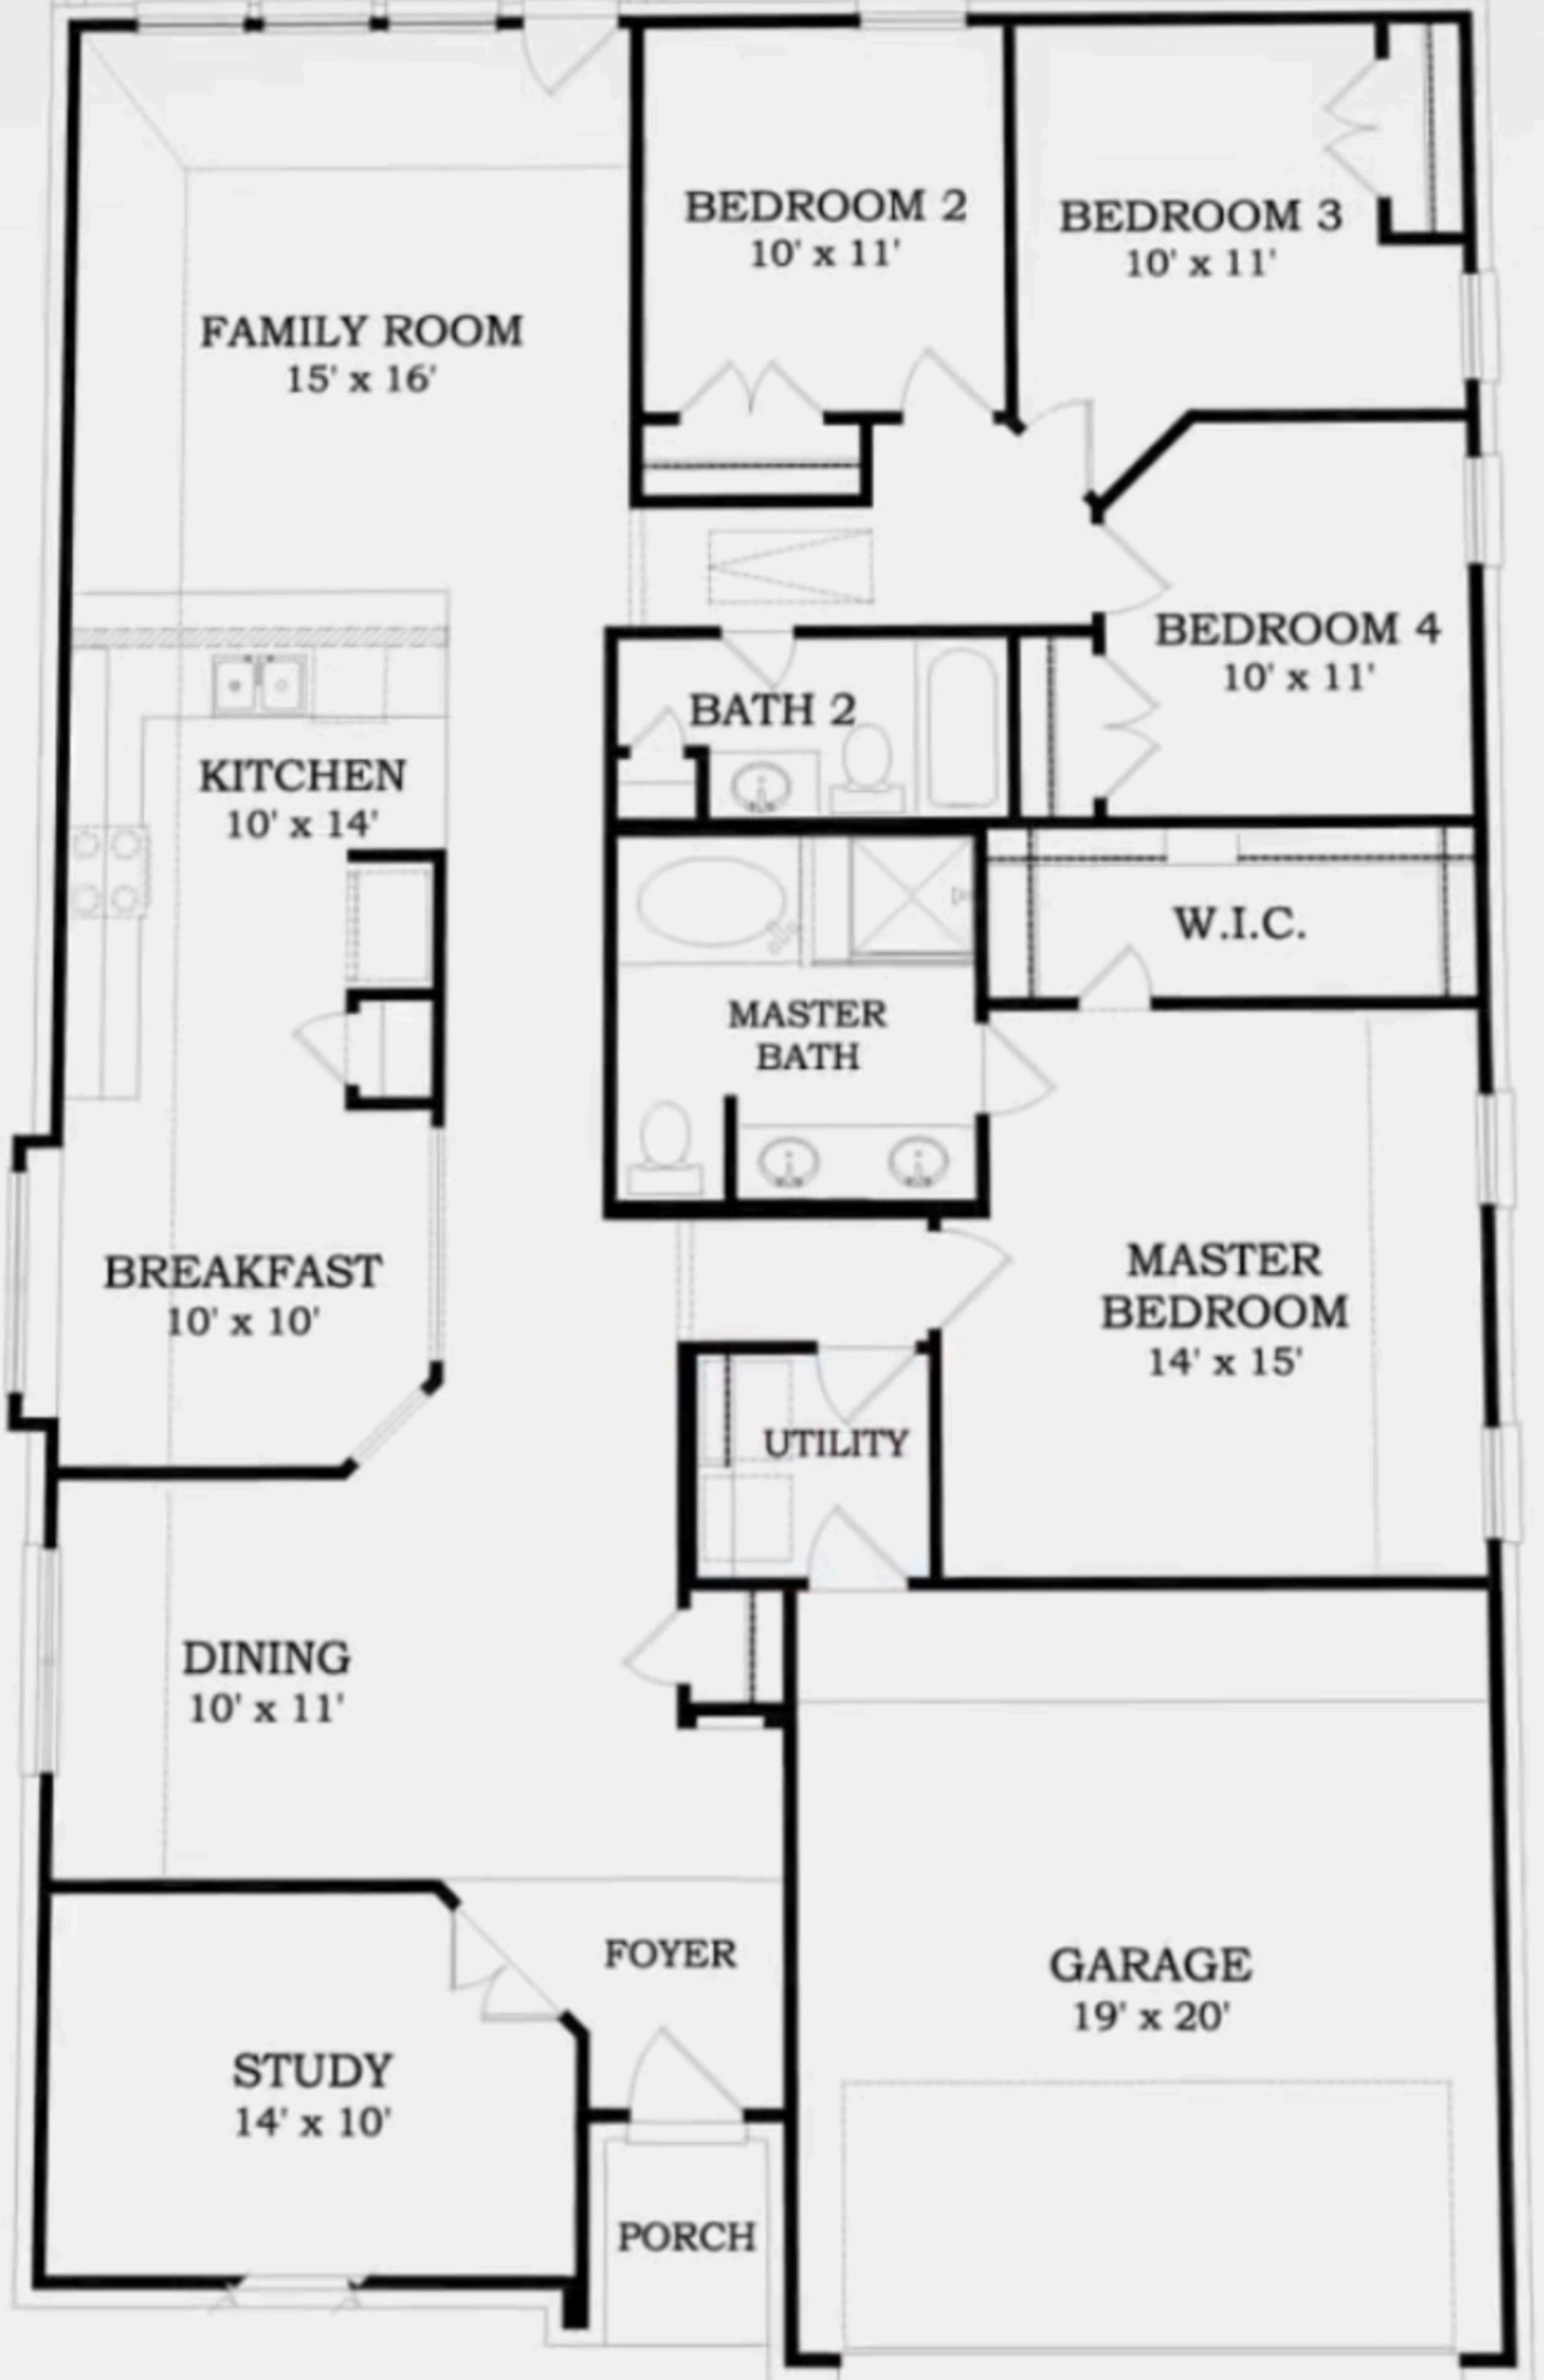 BEDROOM 2
10' x 11'
BEDROOM 3
10' x 11'
FAMILY ROOM
15' x 16'
BEDROOM 4
10' x 11'
BATH 2
KITCHEN
10' x 14'
W.I.C.
MASTER
BATH
BREAKFAST
10' x 10'
MASTER
BEDROOM
14' x 15'
UTILITY
DINING
10' x 11'
FOYER
GARAGE
19' x 20'
STUDY
14' x 10'
PORCH